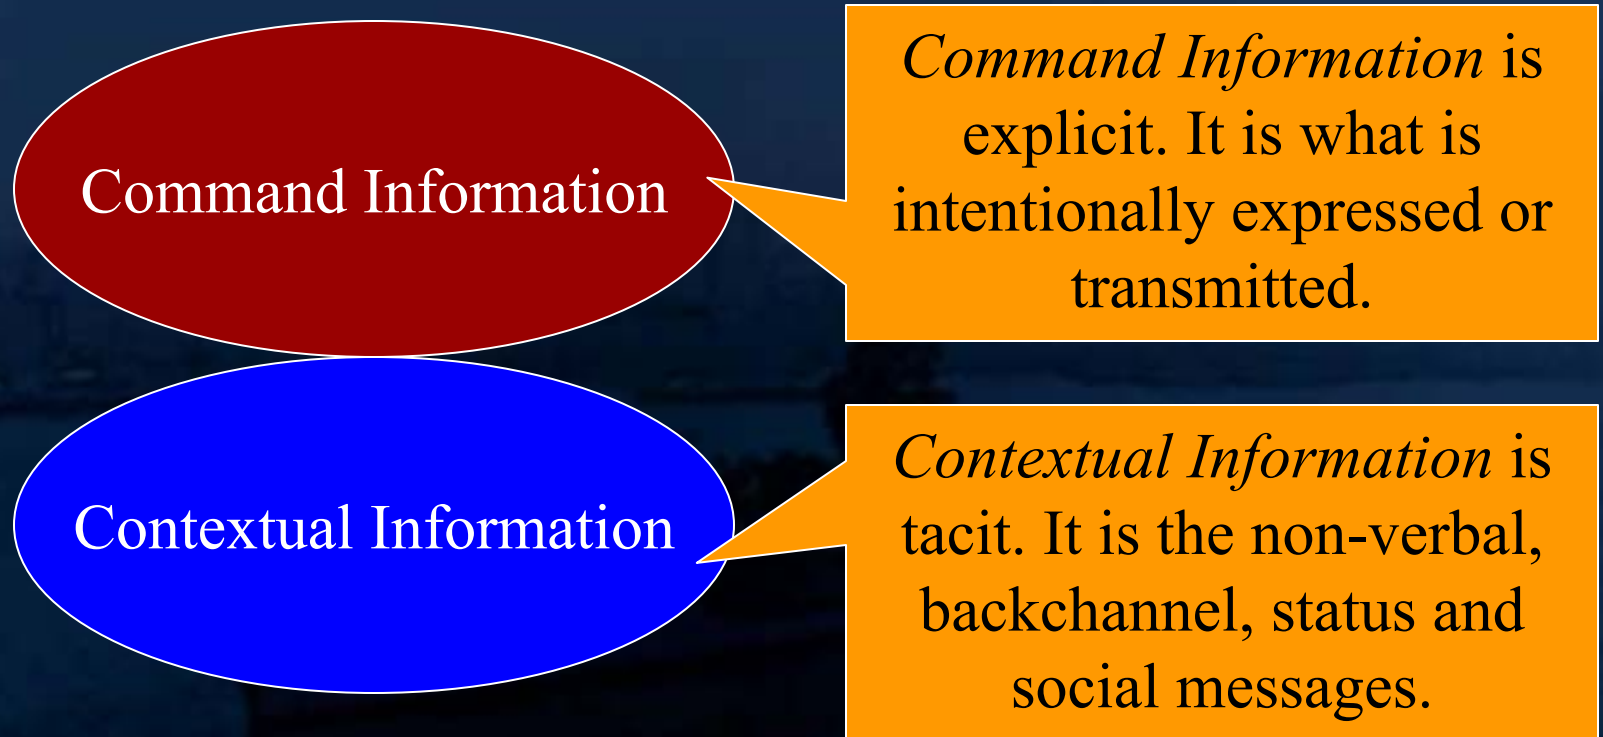 Command Information
Command Information is
explicit. It is what is
intentionally expressed or
transmitted.
Contextual Information
Contextual Information is
tacit. It is the non-verbal,
backchannel, status and
social messages.